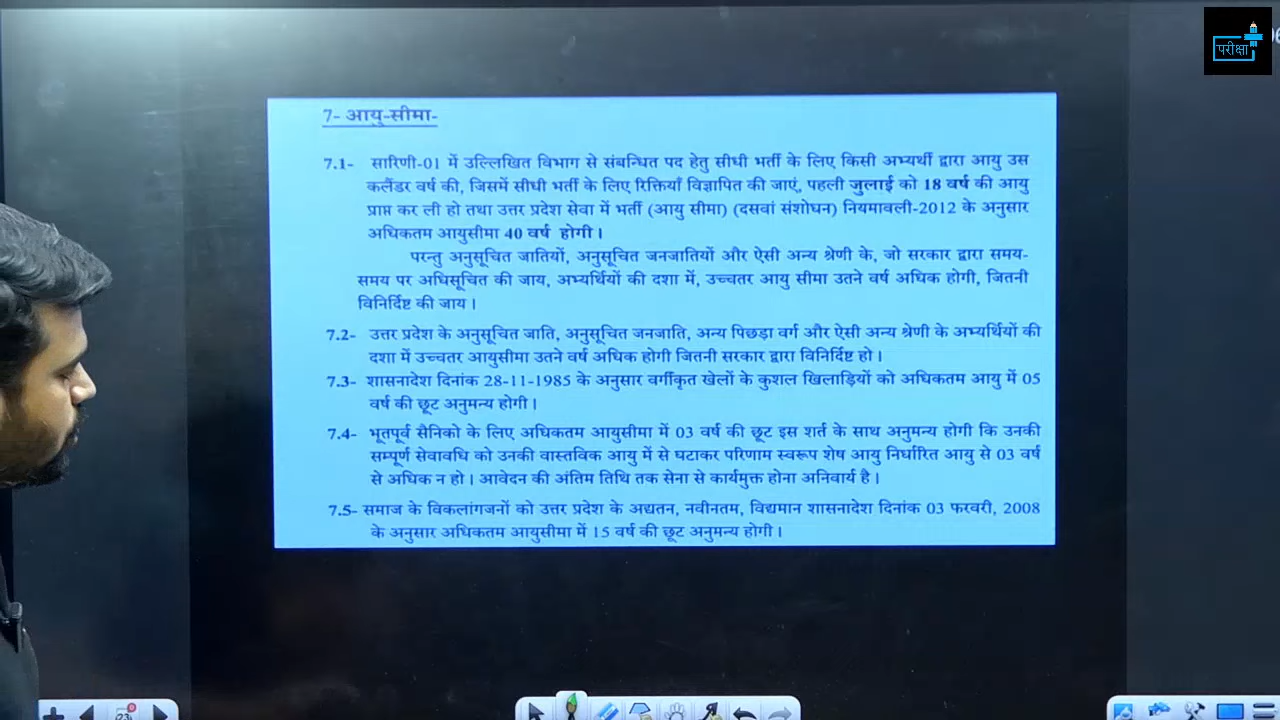 परीक्षा
7- आयु-सीमा-
7.1- सारिणी-01 में उल्लिखित विभाग से संबन्धित पद हेतु सीधी भर्ती के लिए किसी अभ्यर्थी द्वारा आयु उस
कलैंडर वर्ष की, जिसमें सीधी भर्ती के लिए रिक्तियाँ विज्ञापित की जाएं, पहली जुलाई को 18 वर्ष की आयु
प्राप्त कर ली हो तथा उत्तर प्रदेश सेवा में भर्ती (आयु सीमा) (दसवां संशोधन) नियमावली-2012 के अनुसार
अधिकतम आयुसीमा 40 वर्ष होगी।
परन्तु अनुसूचित जातियों, अनुसूचित जनजातियों और ऐसी अन्य श्रेणी के, जो सरकार द्वारा समय-
समय पर अधिसूचित की जाय, अभ्यर्थियों की दशा में, उच्चतर आयु सीमा उतने वर्ष अधिक होगी, जितनी
विनिर्दिष्ट की जाय।
7.2- उत्तर प्रदेश के अनुसूचित जाति, अनुसूचित जनजाति, अन्य पिछड़ा वर्ग और ऐसी अन्य श्रेणी के अभ्यर्थियों की
दशा में उच्चतर आयुसीमा उतने वर्ष अधिक होगी जितनी सरकार द्वारा विनिर्दिष्ट हो।
7.3- शासनादेश दिनांक 28-11-1985 के अनुसार वर्गीकृत खेलों के कुशल खिलाड़ियों को अधिकतम आयु में 05
वर्ष की छूट अनुमन्य होगी।
7.4- भूतपूर्व सैनिको के लिए अधिकतम आयुसीमा में 03 वर्ष की छूट इस शर्त के साथ अनुमन्य होगी कि उनकी
सम्पूर्ण सेवावधि को उनकी वास्तविक आयु में से घटाकर परिणाम स्वरूप शेष आयु निर्धारित आयु से 03 वर्ष
से अधिक न हो। आवेदन की अंतिम तिथि तक सेना से कार्यमुक्त होना अनिवार्य है।
7.5- समाज के विकलांगजनों को उत्तर प्रदेश के अद्यतन, नवीनतम, विद्यमान शासनादेश दिनांक 03 फरवरी, 2008
के अनुसार अधिकतम आयुसीमा में 15 वर्ष की छूट अनुमन्य होगी।
23